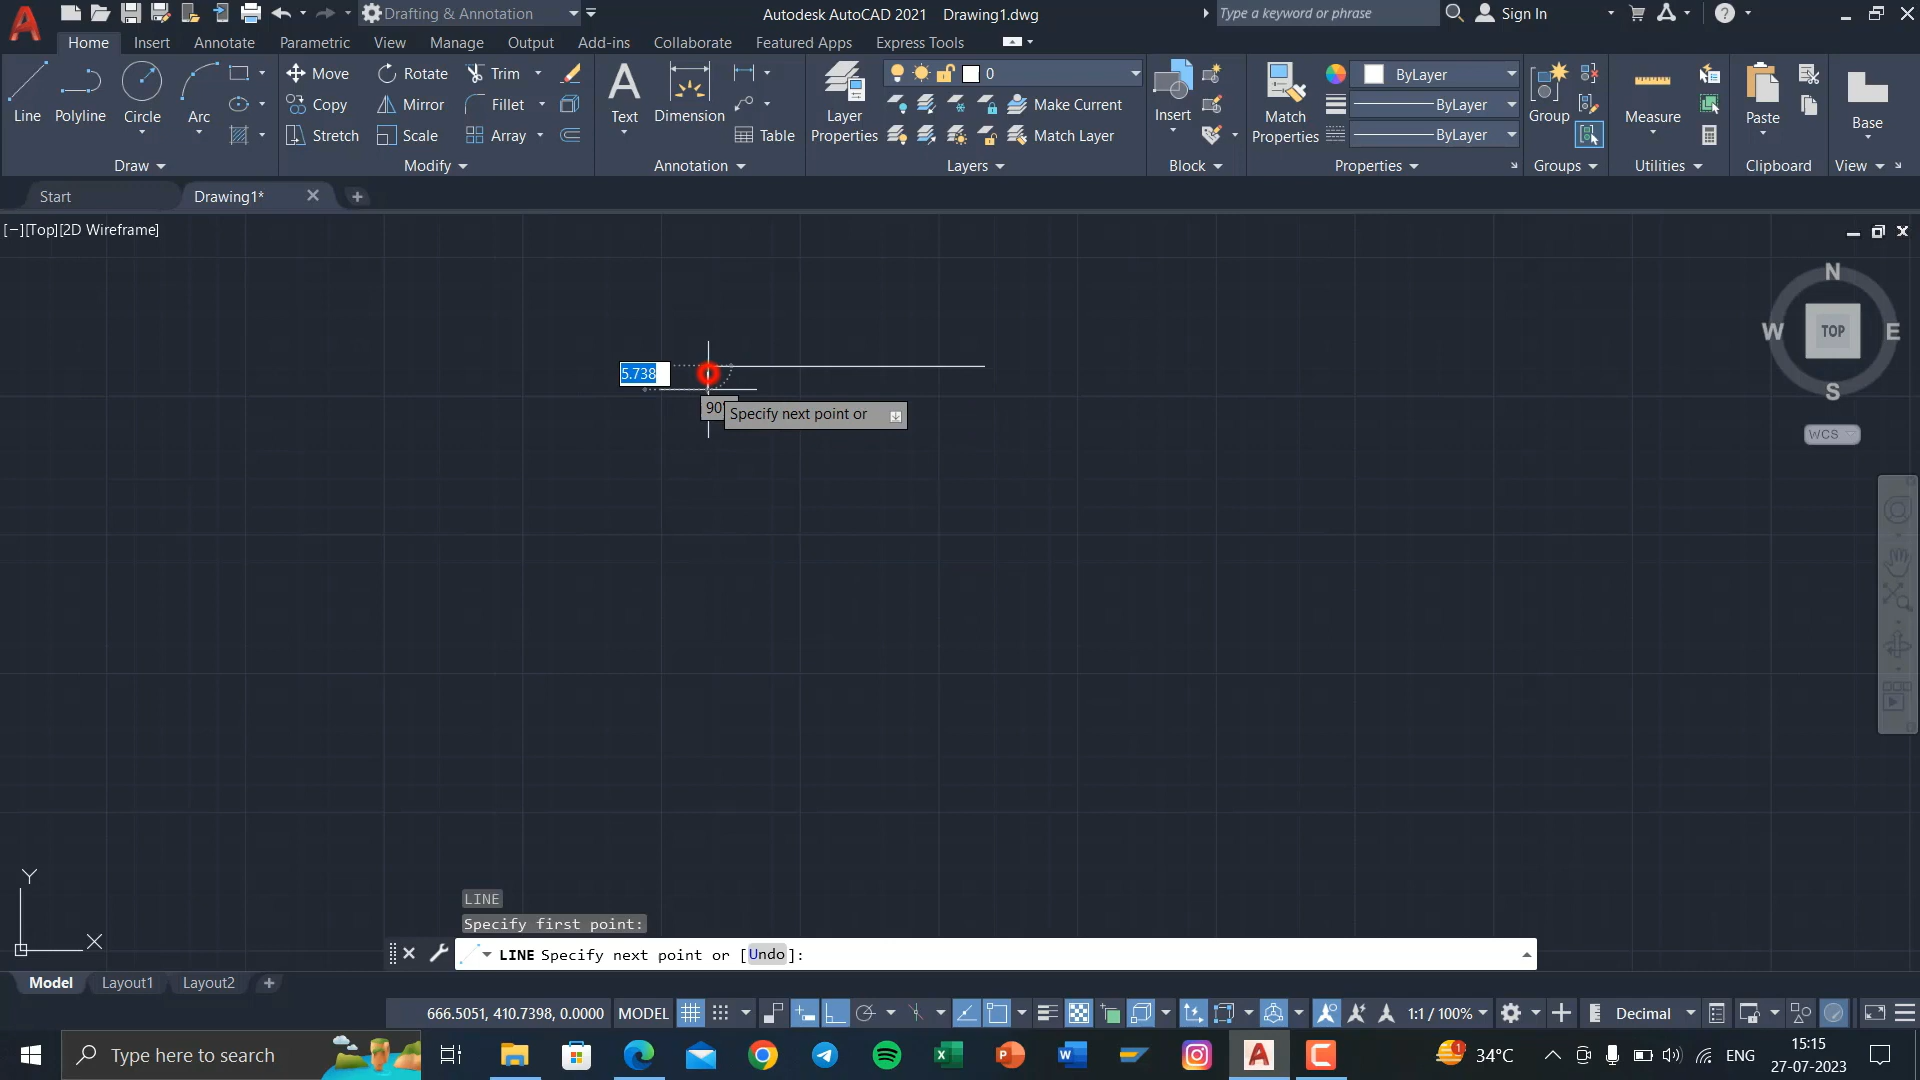 Drafting & Annotation
Autodesk AutoCAD 2021 Drawing1.dwg
Type a keyword or phrase
Sign In
Home Insert Annotate Parametric View Manage Output Add-ins Collaborate Featured Apps Express Tools
Line Polyline Circle Arc
Move Rotate Trim
Copy Mirror Fillet
Stretch Scale Array
Text Dimension Table
Layer Properties
0
Make Current
Match Layer
Insert
Match Properties
ByLayer
ByLayer
ByLayer
Group
Measure
Paste
Base
Draw Modify Annotation Layers Block Properties Groups Utilities Clipboard View
Start Drawing1*
[−][Top][2D Wireframe]
N
W TOP E
S
WCS
5.738
90°
Specify next point or
Y
X
LINE
Specify first point:
LINE Specify next point or [Undo]:
Model Layout1 Layout2
666.5051, 410.7398, 0.0000 MODEL 1:1 / 100% Decimal
Type here to search
34°C
ENG
15:15
27-07-2023